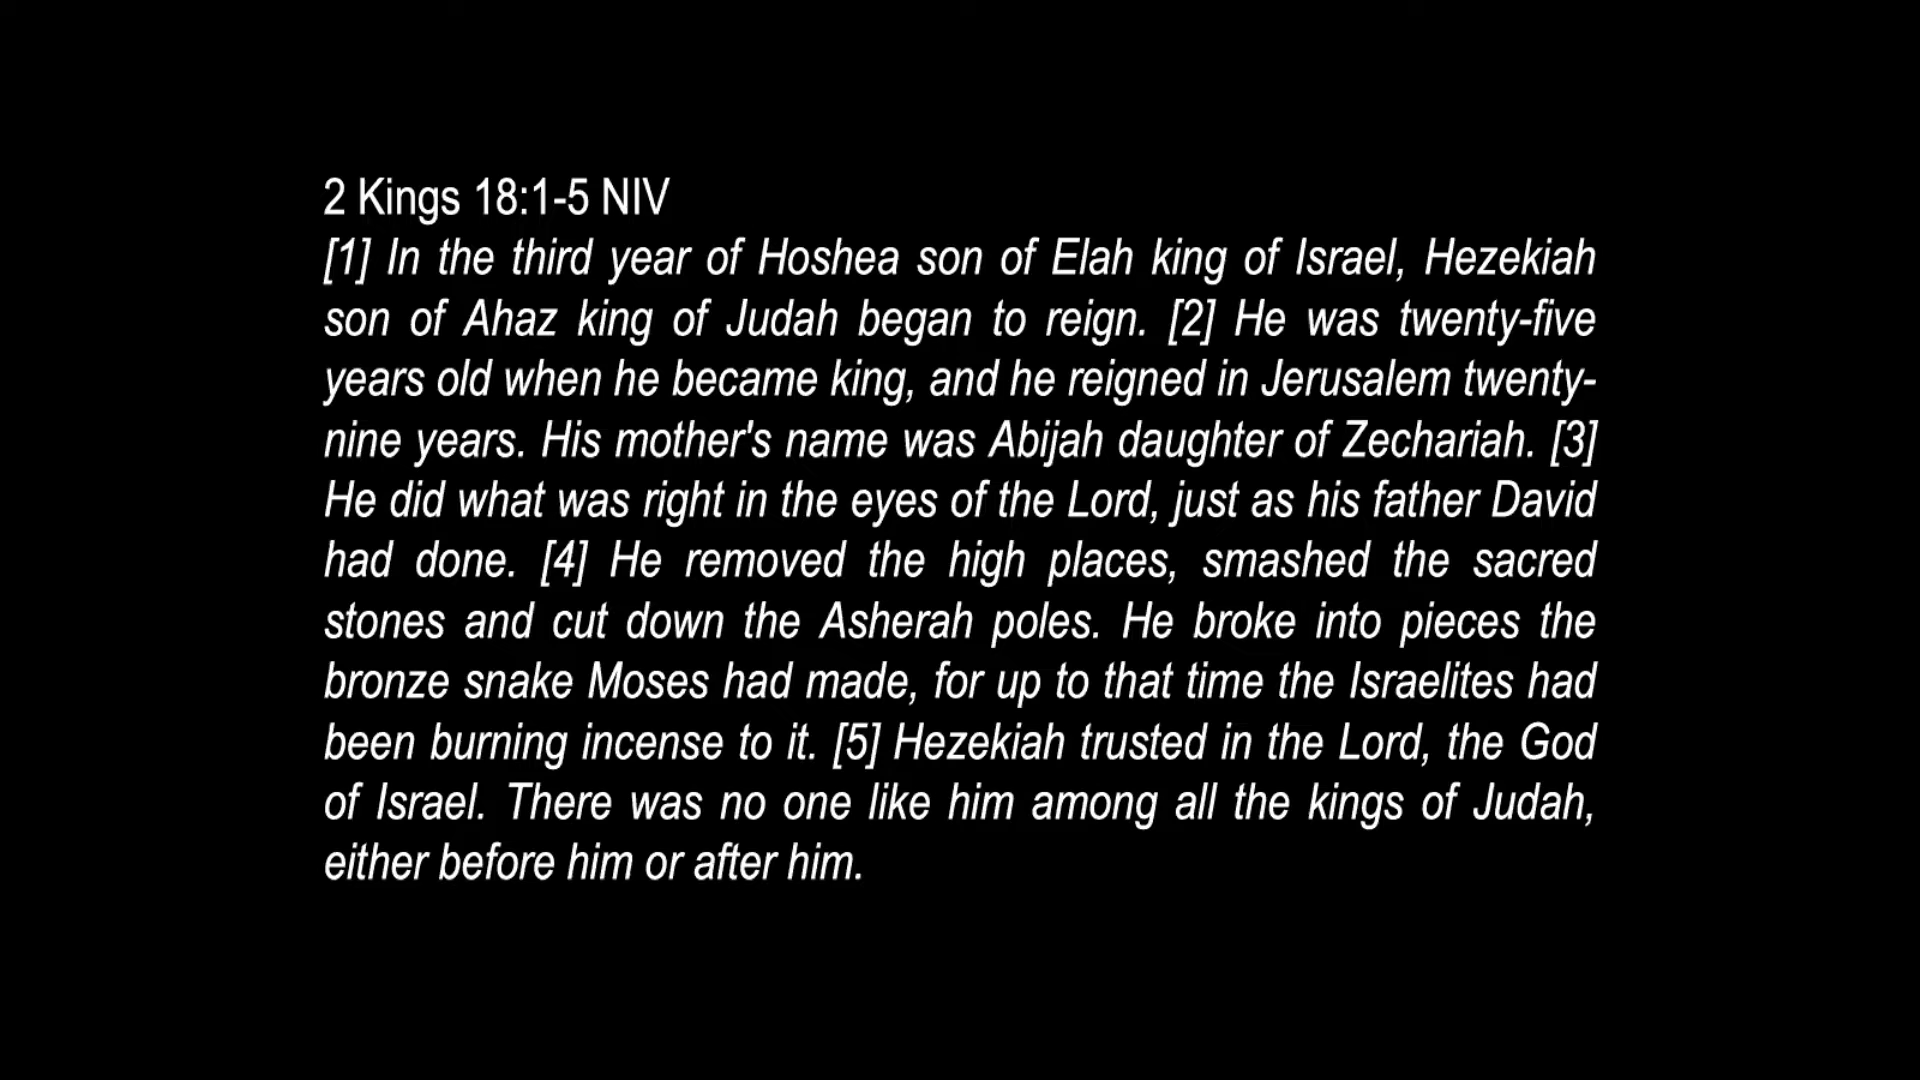 2 Kings 18:1-5 NIV
[1] In the third year of Hoshea son of Elah king of Israel, Hezekiah
son of Ahaz king of Judah began to reign. [2] He was twenty-five
years old when he became king, and he reigned in Jerusalem twenty-
nine years. His mother's name was Abijah daughter of Zechariah. [3]
He did what was right in the eyes of the Lord, just as his father David
had done. [4] He removed the high places, smashed the sacred
stones and cut down the Asherah poles. He broke into pieces the
bronze snake Moses had made, for up to that time the Israelites had
been burning incense to it. [5] Hezekiah trusted in the Lord, the God
of Israel. There was no one like him among all the kings of Judah,
either before him or after him.